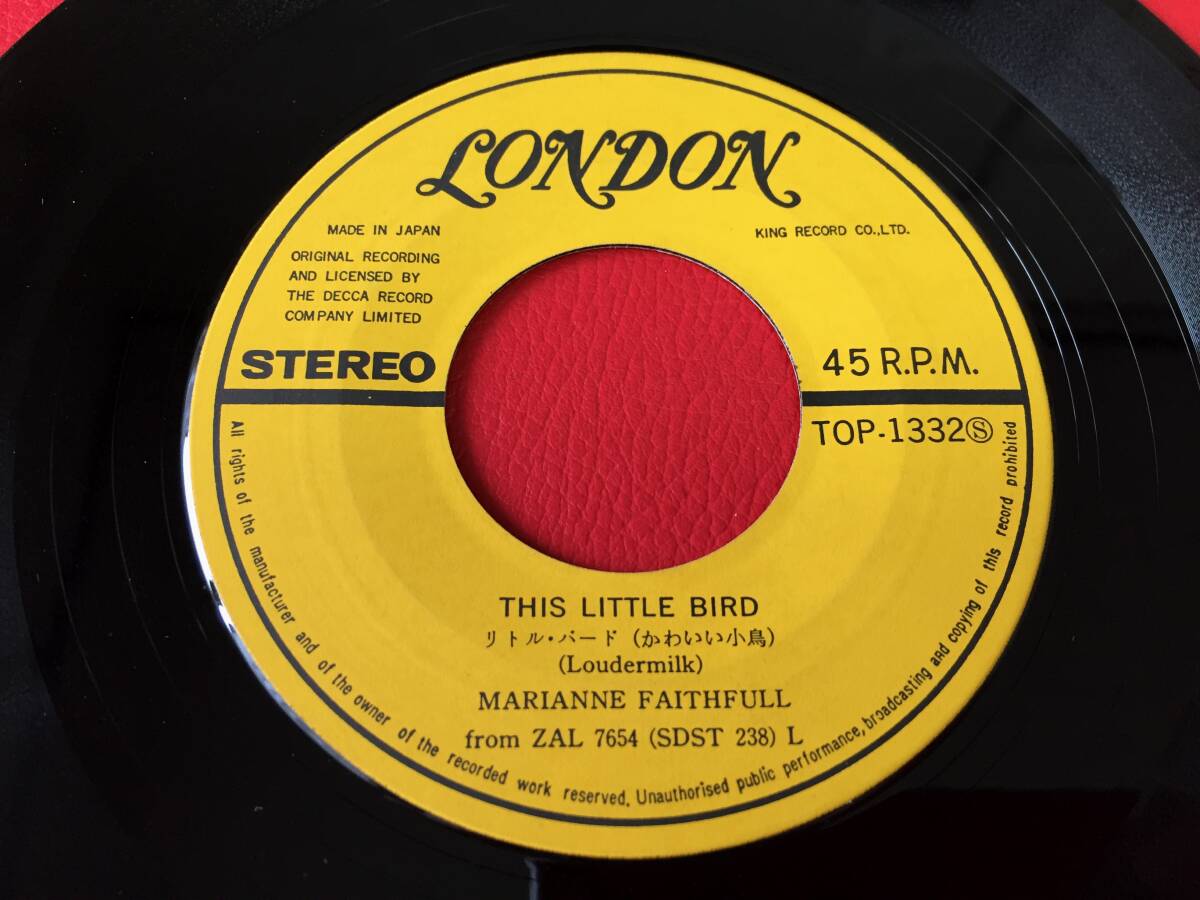 LONDON
MADE IN JAPAN
KING RECORD CO.,LTD.
ORIGINAL RECORDING
AND LICENSED BY
THE DECCA RECORD
COMPANY LIMITED
STEREO
45 R.P.M.
TOP-1332Ⓢ
THIS LITTLE BIRD
リトル・バード (かわいい小鳥)
(Loudermilk)
MARIANNE FAITHFULL
from ZAL 7654 (SDST 238) L
All rights of the manufacturer and of the owner of the recorded work reserved. Unauthorised public performance, broadcasting and copying of this record prohibited